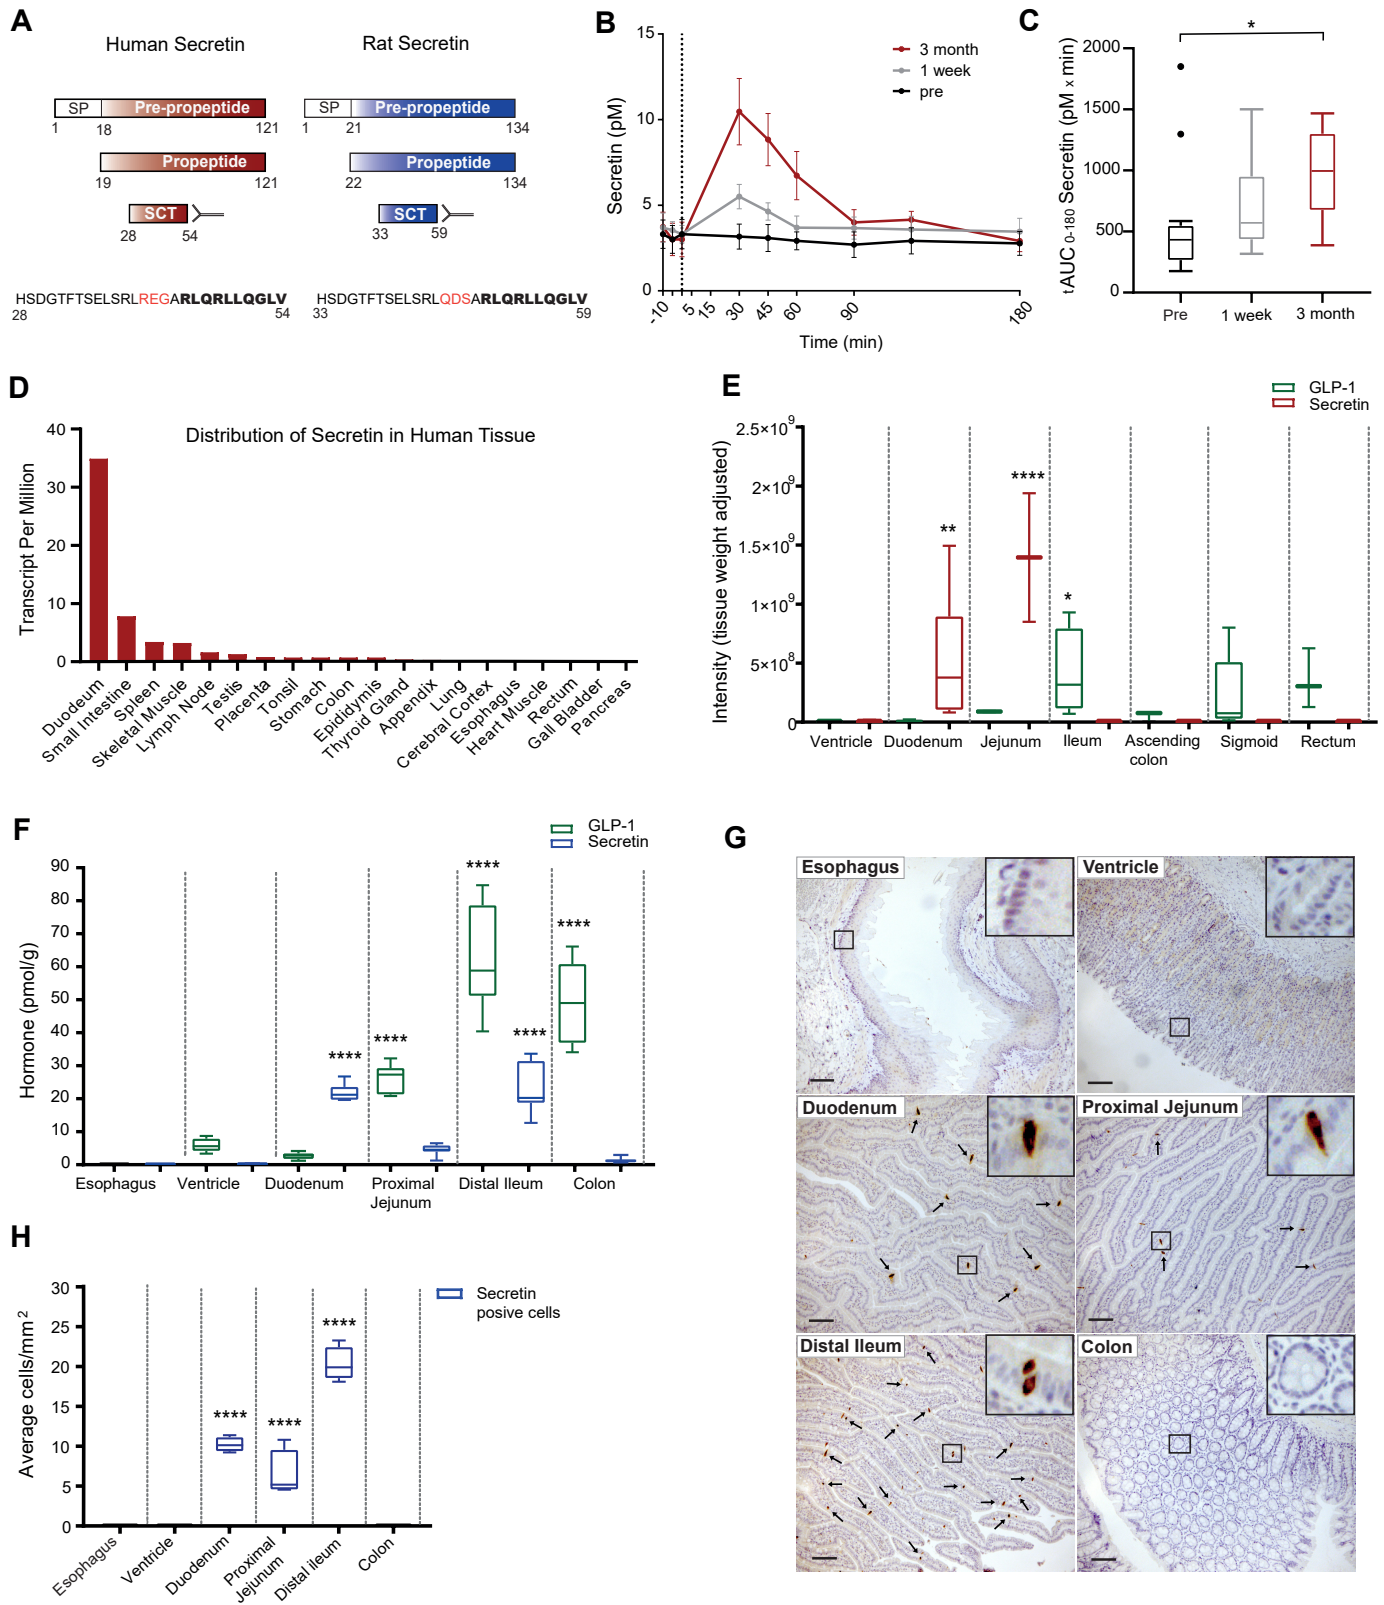 A
Human Secretin
Rat Secretin
SP
Pre-propeptide
1
18
121
Propeptide
19
121
SCT
28
54
SP
Pre-propeptide
1
21
134
Propeptide
22
134
SCT
33
59
HSDGTFTSELSRLREGARLQRLLQGLV
28
54
HSDGTFTSELSRLQDSARLQRLLQGLV
33
59
B
Secretin (pM)
15
10
5
0
3 month
1 week
pre
-10
5
15
30
45
60
90
180
Time (min)
C
tAUC 0-180 Secretin (pM x min)
2000
1500
1000
500
0
*
Pre
1 week
3 month
D
Distribution of Secretin in Human Tissue
Transcript Per Million
40
30
20
10
0
Duodeum
Small Intestine
Spleen
Skeletal Muscle
Lymph Node
Testis
Placenta
Tonsil
Stomach
Colon
Epididymis
Thyroid Gland
Appendix
Lung
Cerebral Cortex
Esophagus
Heart Muscle
Rectum
Gall Bladder
Pancreas
E
GLP-1
Secretin
Intensity (tissue weight adjusted)
2.5×10⁹
2×10⁹
1.5×10⁹
1×10⁹
5×10⁸
0
**
****
*
Ventricle
Duodenum
Jejunum
Ileum
Ascending
colon
Sigmoid
Rectum
F
GLP-1
Secretin
Hormone (pmol/g)
90
80
70
60
50
40
30
20
10
0
****
****
****
****
****
Esophagus
Ventricle
Duodenum
Proximal
Jejunum
Distal Ileum
Colon
G
Esophagus
Ventricle
Duodenum
Proximal Jejunum
Distal Ileum
Colon
H
Secretin
posive cells
Average cells/mm²
30
25
20
15
10
5
0
****
****
****
Esophagus
Ventricle
Duodenum
Proximal
Jejunum
Distal ileum
Colon